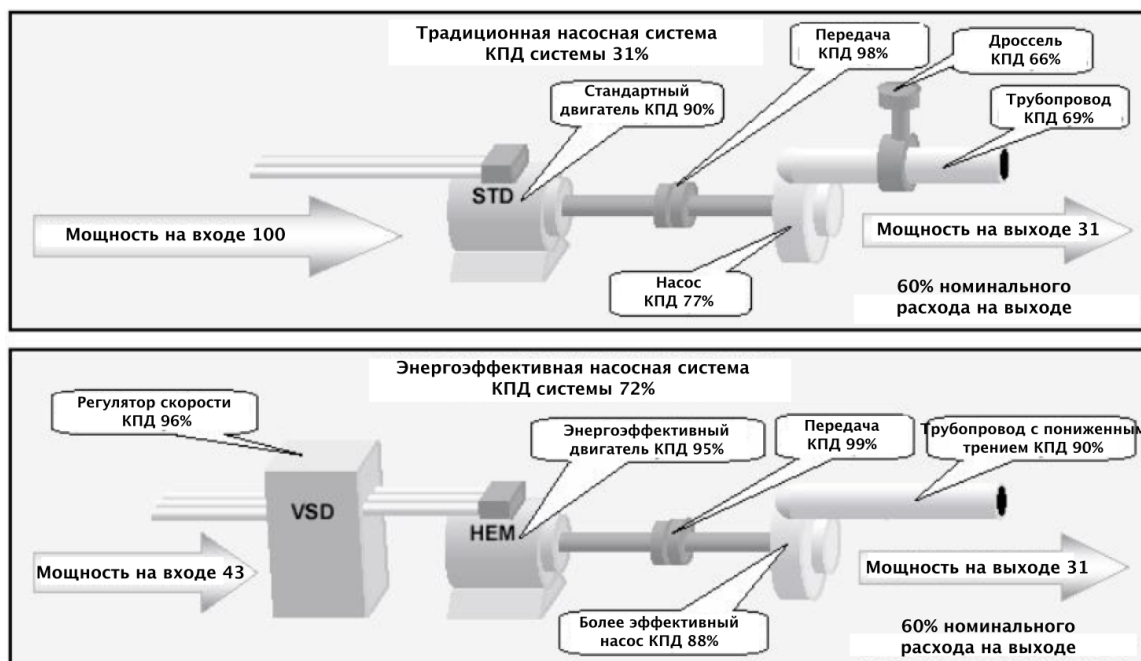 Традиционная насосная система
КПД системы 31%
Передача
КПД 98%
Дроссель
КПД 66%
Стандартный
двигатель КПД 90%
Трубопровод
КПД 69%
STD
Мощность на входе 100
Мощность на выходе 31
Насос
КПД 77%
60% номинального
расхода на выходе
Энергоэффективная насосная система
КПД системы 72%
Регулятор скорости
КПД 96%
Энергоэффективный
двигатель КПД 95%
Передача
КПД 99%
Трубопровод с пониженным
трением КПД 90%
VSD
HEM
Мощность на входе 43
Мощность на выходе 31
Более эффективный
насос КПД 88%
60% номинального
расхода на выходе